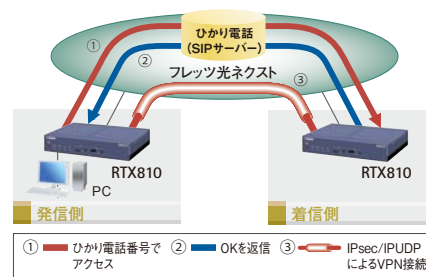 ひかり電話
(SIPサーバー)
①
②
フレッツ光ネクスト
③
RTX810
RTX810
PC
発信側
着信側
① ひかり電話番号で
アクセス
② OKを返信
③ IPsec/IPUDP
によるVPN接続